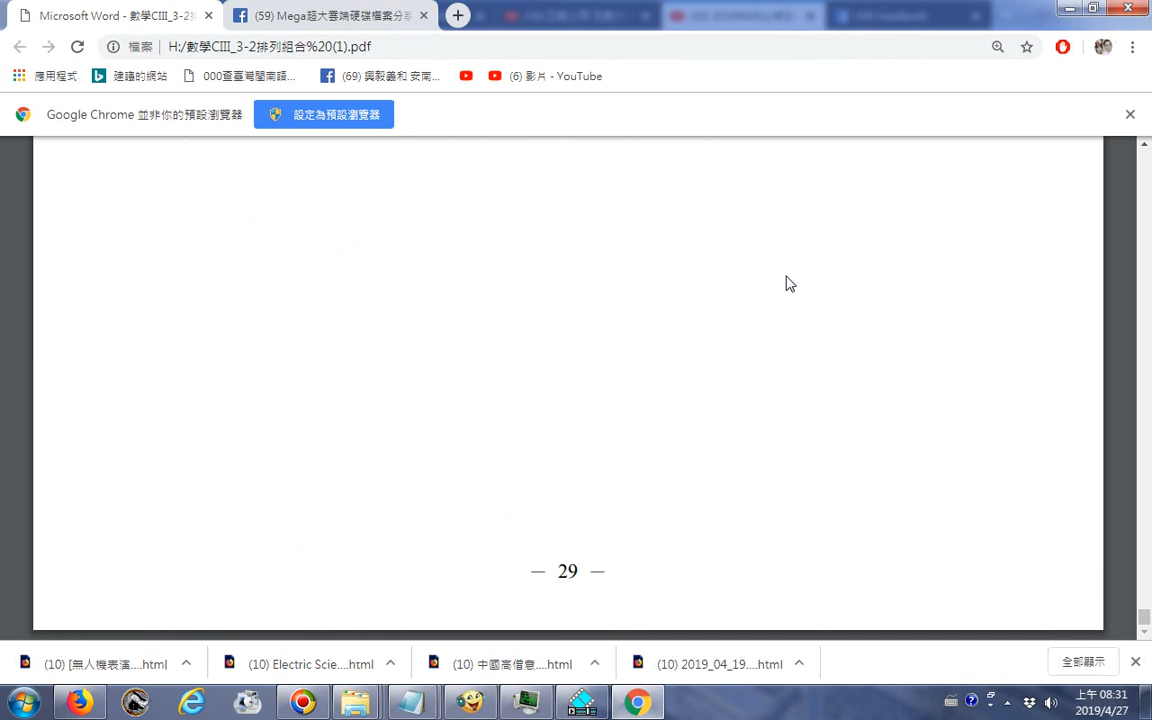 Microsoft Word - 數學CIII_3-2排
(59) Mega超大雲端硬碟檔案分享
檔案 | H:/數學CIII_3-2排列組合%20(1).pdf
應用程式 建議的網站 000查臺灣閩南語... (69) 興毅義和 安南... (6) 影片 - YouTube
Google Chrome 並非你的預設瀏覽器 設定為預設瀏覽器
— 29 —
(10) [無人機表演....html (10) Electric Scie....html (10) 中國高僧意....html (10) 2019_04_19....html 全部顯示
上午 08:31
2019/4/27